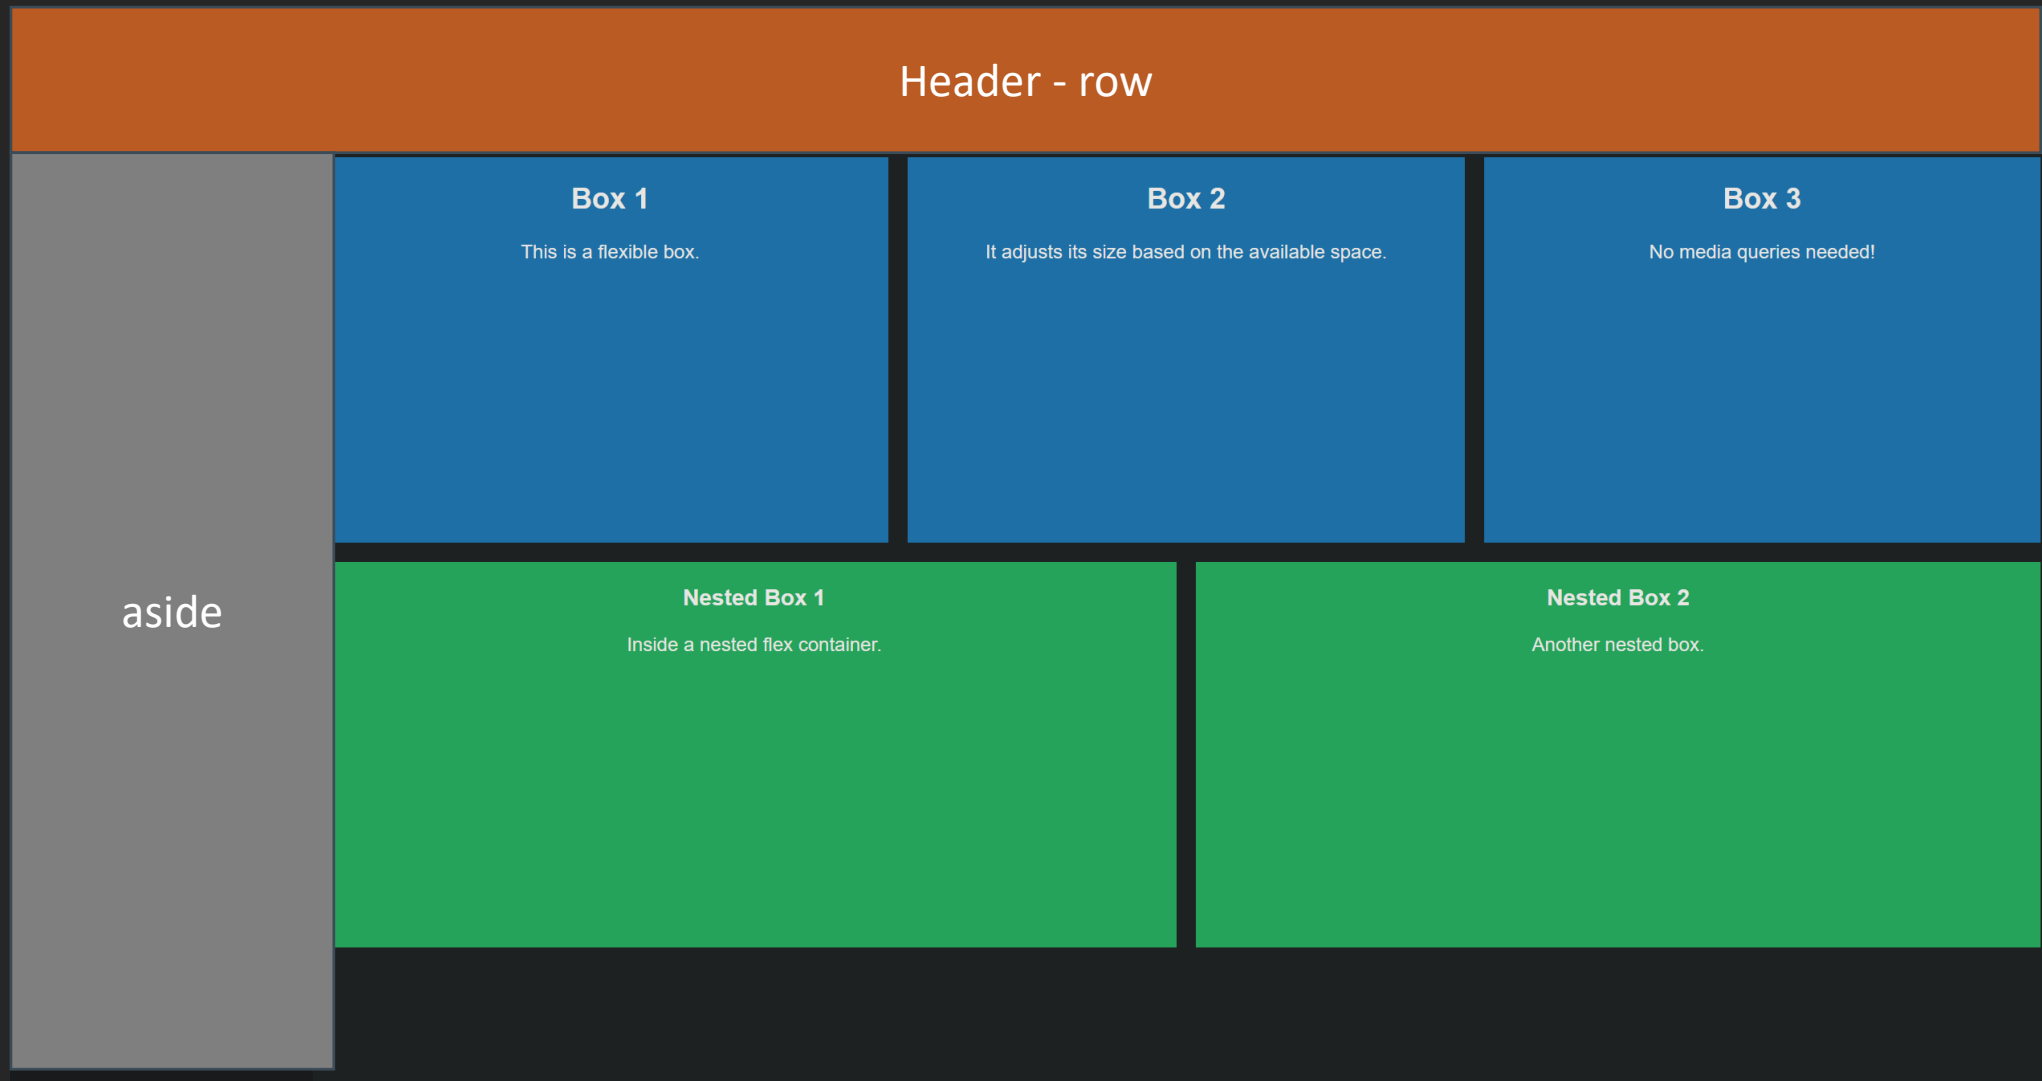 Header - row
Box 1
This is a flexible box.
Box 2
It adjusts its size based on the available space.
Box 3
No media queries needed!
aside
Nested Box 1
Inside a nested flex container.
Nested Box 2
Another nested box.